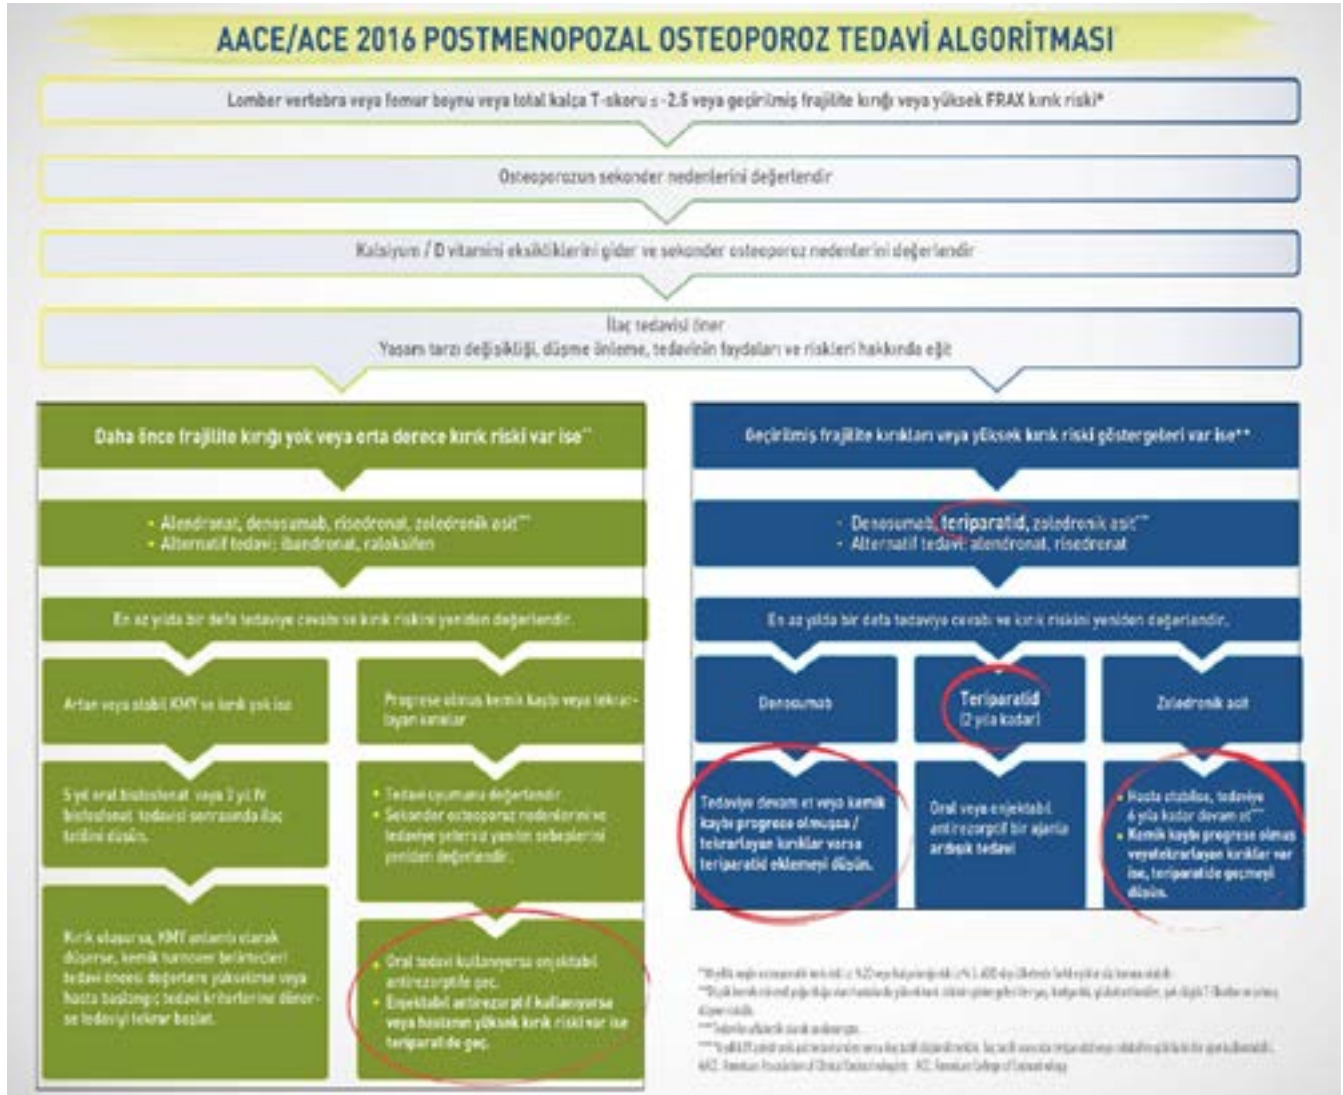 AACE/ACE 2016 POSTMENOPOZAL OSTEOPOROZ TEDAVİ ALGORİTMASI
Lomber vertebra veya femur boynu veya total kalça T-skoru ≤ -2.5 veya geçirilmiş frajilite kırığı veya yüksek FRAX kırık riski*
Osteoporozun sekonder nedenlerini değerlendir
Kalsiyum / D vitamini eksikliklerini gider ve sekonder osteoporoz nedenlerini değerlendir
İlaç tedavisi öner
Yaşam tarzı değişikliği, düşme önleme, tedavinin faydaları ve riskleri hakkında eğit
Daha önce frajilite kırığı yok veya orta derece kırık riski var ise**
• Alendronat, denosumab, risedronat, zoledronik asit***
• Alternatif tedavi: ibandronat, raloksifen
En az yılda bir defa tedaviye cevabı ve kırık riskini yeniden değerlendir.
Artan veya stabil KMY ve kırık yok ise
5 yıl oral bisfosfonat veya 3 yıl IV
bisfosfonat tedavisi sonrasında ilaç
tatilini düşün.
Kırık oluşursa, KMY anlamlı olarak
düşerse, kemik turnover belirteçleri
tedavi öncesi değerlere yükselirse veya
hasta başlangıç tedavi kriterlerine döner-
se tedaviyi tekrar başlat.
Progrese olmuş kemik kaybı veya tekrar-
layan kırıklar
• Tedavi uyumunu değerlendir
• Sekonder osteoporoz nedenlerini ve
tedaviye yetersiz yanıtın sebeplerini
yeniden değerlendir.
• Oral tedavi kullanıyorsa enjektabl
antirezorptife geç.
• Enjektabl antirezorptif kullanıyorsa
veya hastanın yüksek kırık riski var ise
teriparatide geç.
Geçirilmiş frajilite kırıkları veya yüksek kırık riski göstergeleri var ise**
• Denosumab, teriparatid, zoledronik asit***
• Alternatif tedavi: alendronat, risedronat
En az yılda bir defa tedaviye cevabı ve kırık riskini yeniden değerlendir.
Denosumab
Tedaviye devam et veya kemik
kaybı progrese olmuşsa /
tekrarlayan kırıklar varsa
teriparatid eklemeyi düşün.
Teriparatid
(2 yıla kadar)
Oral veya enjektabl
antirezorptif bir ajanla
ardışık tedavi
Zoledronik asit
• Hasta stabilse, tedaviye
6 yıla kadar devam et
• Kemik kaybı progrese olmuş
veyatekrarlayan kırıklar var
ise, teriparatide geçmeyi
düşün.